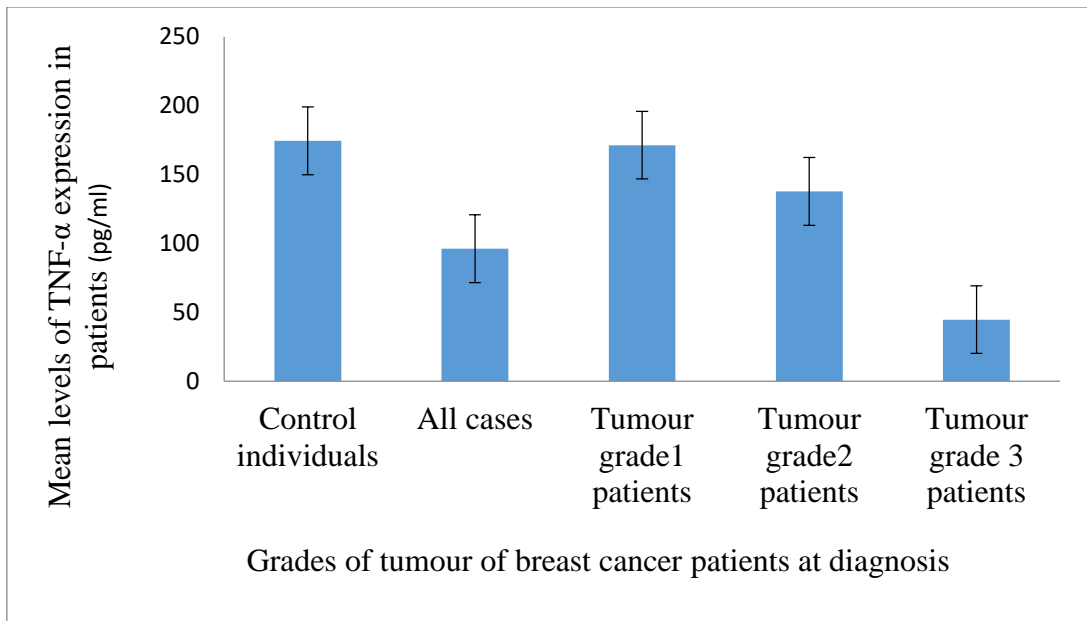 Mean levels of TNF-α expression in
patients (pg/ml)
250
200
150
100
50
0
Control
individuals
All cases
Tumour
grade1
patients
Tumour
grade2
patients
Tumour
grade 3
patients
Grades of tumour of breast cancer patients at diagnosis